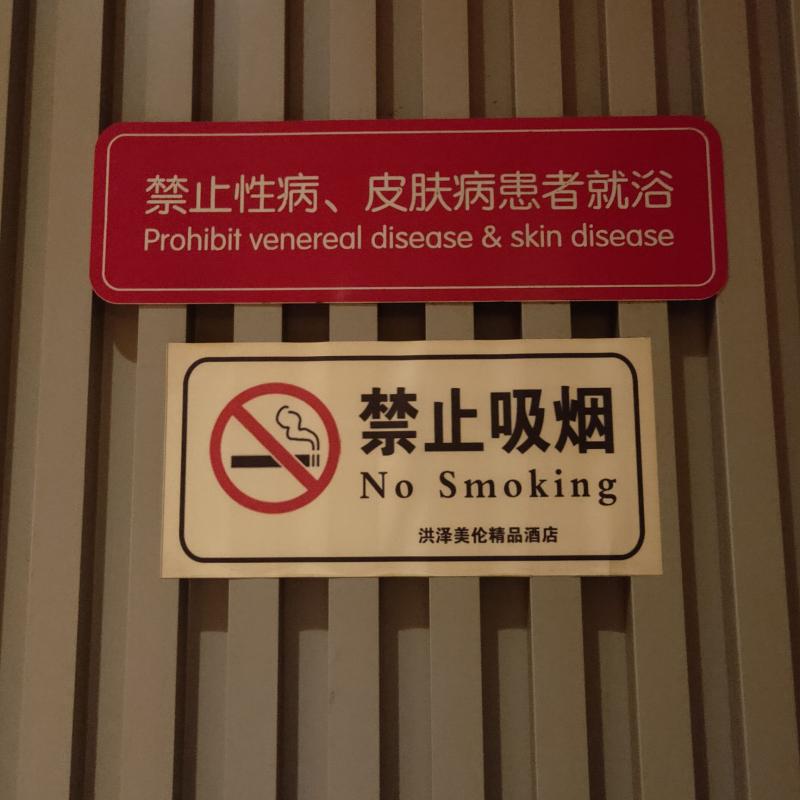 禁止性病、皮肤病患者就浴
Prohibit venereal disease & skin disease
禁止吸烟
No Smoking
洪泽美伦精品酒店